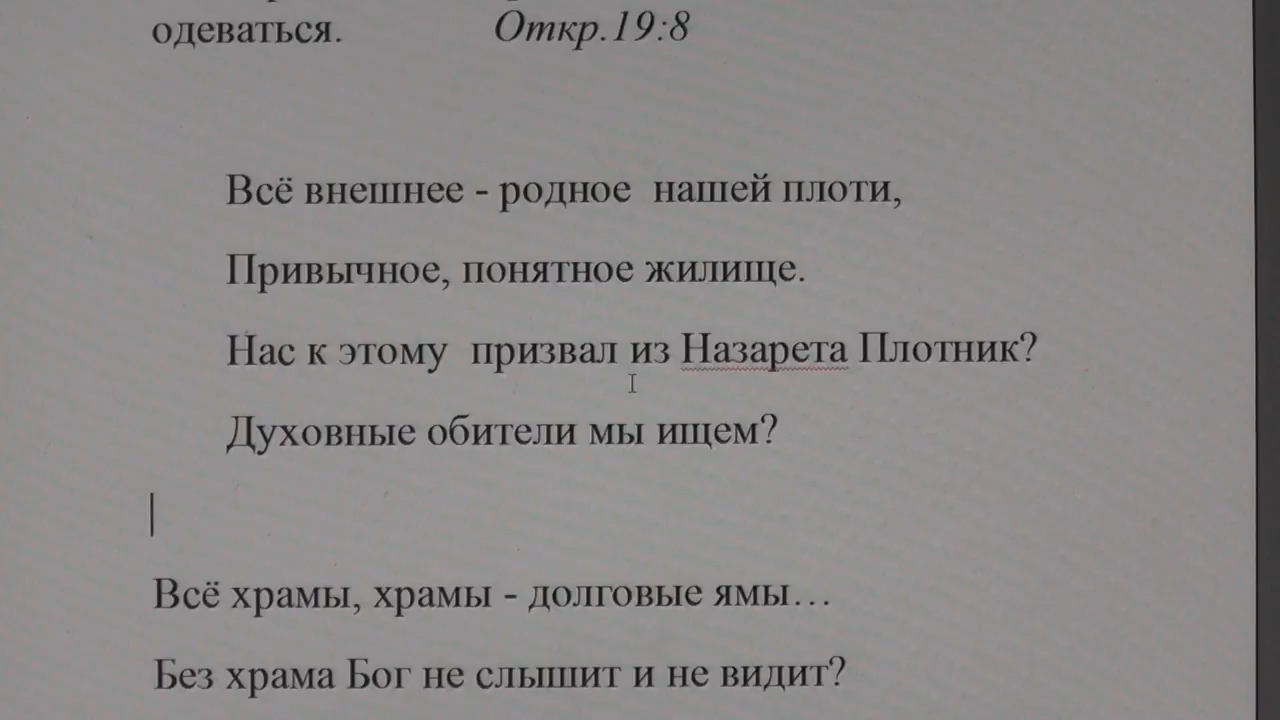 одеваться. Откр.19:8
Всё внешнее - родное нашей плоти,
Привычное, понятное жилище.
Нас к этому призвал из Назарета Плотник?
Духовные обители мы ищем?
Всё храмы, храмы - долговые ямы…
Без храма Бог не слышит и не видит?